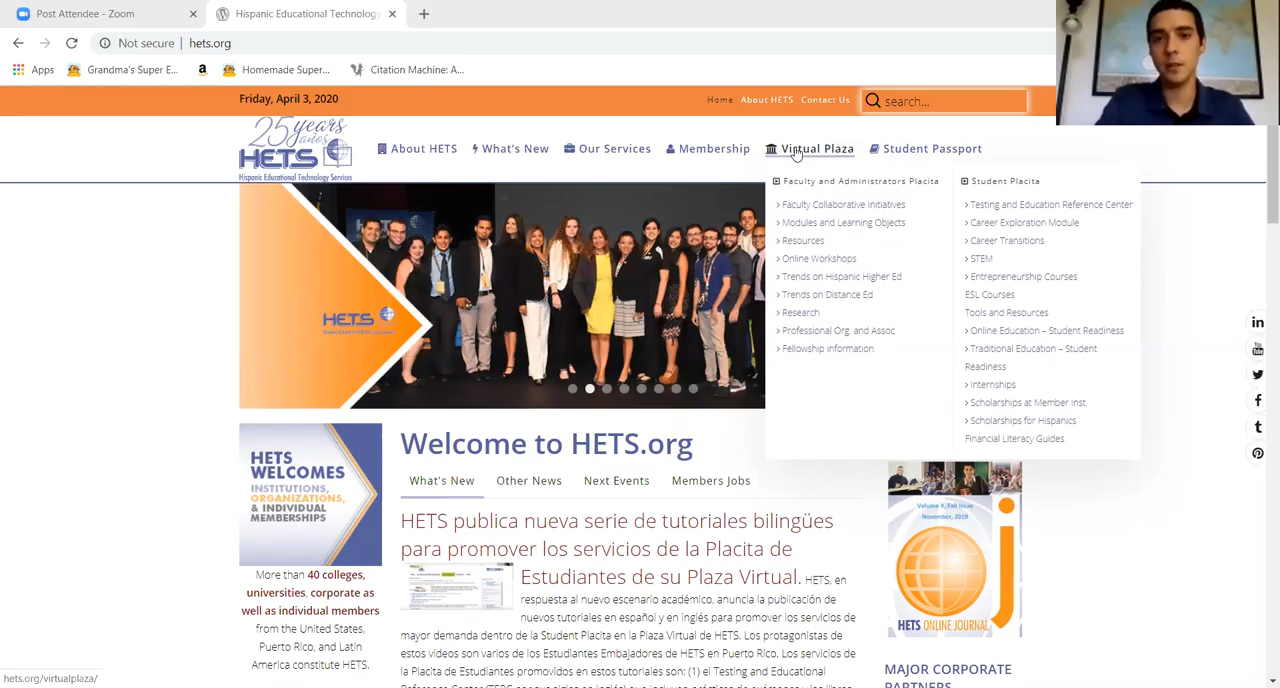 Post Attendee - Zoom
Hispanic Educational Technology
Not secure | hets.org
Apps
Grandma's Super E...
Homemade Super...
Citation Machine: A...
Friday, April 3, 2020
Home
About HETS
Contact Us
search...
25 years
años
HETS
Hispanic Educational Technology Services
About HETS
What's New
Our Services
Membership
Virtual Plaza
Student Passport
Faculty and Administrators Placita
Faculty Collaborative Initiatives
Modules and Learning Objects
Resources
Online Workshops
Trends on Hispanic Higher Ed
Trends on Distance Ed
Research
Professional Org. and Assoc.
Fellowship information
Student Placita
Testing and Education Reference Center
Career Exploration Module
Career Transitions
STEM
Entrepreneurship Courses
ESL Courses
Tools and Resources
Online Education – Student Readiness
Traditional Education – Student
Readiness
Internships
Scholarships at Member Inst.
Scholarships for Hispanics
Financial Literacy Guides
HETS
HETS
WELCOMES
INSTITUTIONS,
ORGANIZATIONS,
& INDIVIDUAL
MEMBERSHIPS
More than 40 colleges,
universities, corporate as
well as individual members
from the United States,
Puerto Rico, and Latin
America constitute HETS.
Welcome to HETS.org
What's New
Other News
Next Events
Members Jobs
HETS publica nueva serie de tutoriales bilingües
para promover los servicios de la Placita de
Estudiantes de su Plaza Virtual. HETS, en
respuesta al nuevo escenario académico, anuncia la publicación de
nuevos tutoriales en español y en inglés para promover los servicios de
mayor demanda dentro de la Student Placita en la Plaza Virtual de HETS. Los protagonistas de
estos videos son varios de los Estudiantes Embajadores de HETS en Puerto Rico. Los servicios de
la Placita de Estudiantes promovidos en estos tutoriales son: (1) el Testing and Educational
Volume X, Fall Issue
November, 2019
j
HETS ONLINE JOURNAL
MAJOR CORPORATE
PARTNERS
in
You
Tube
f
t
hets.org/virtualplaza/